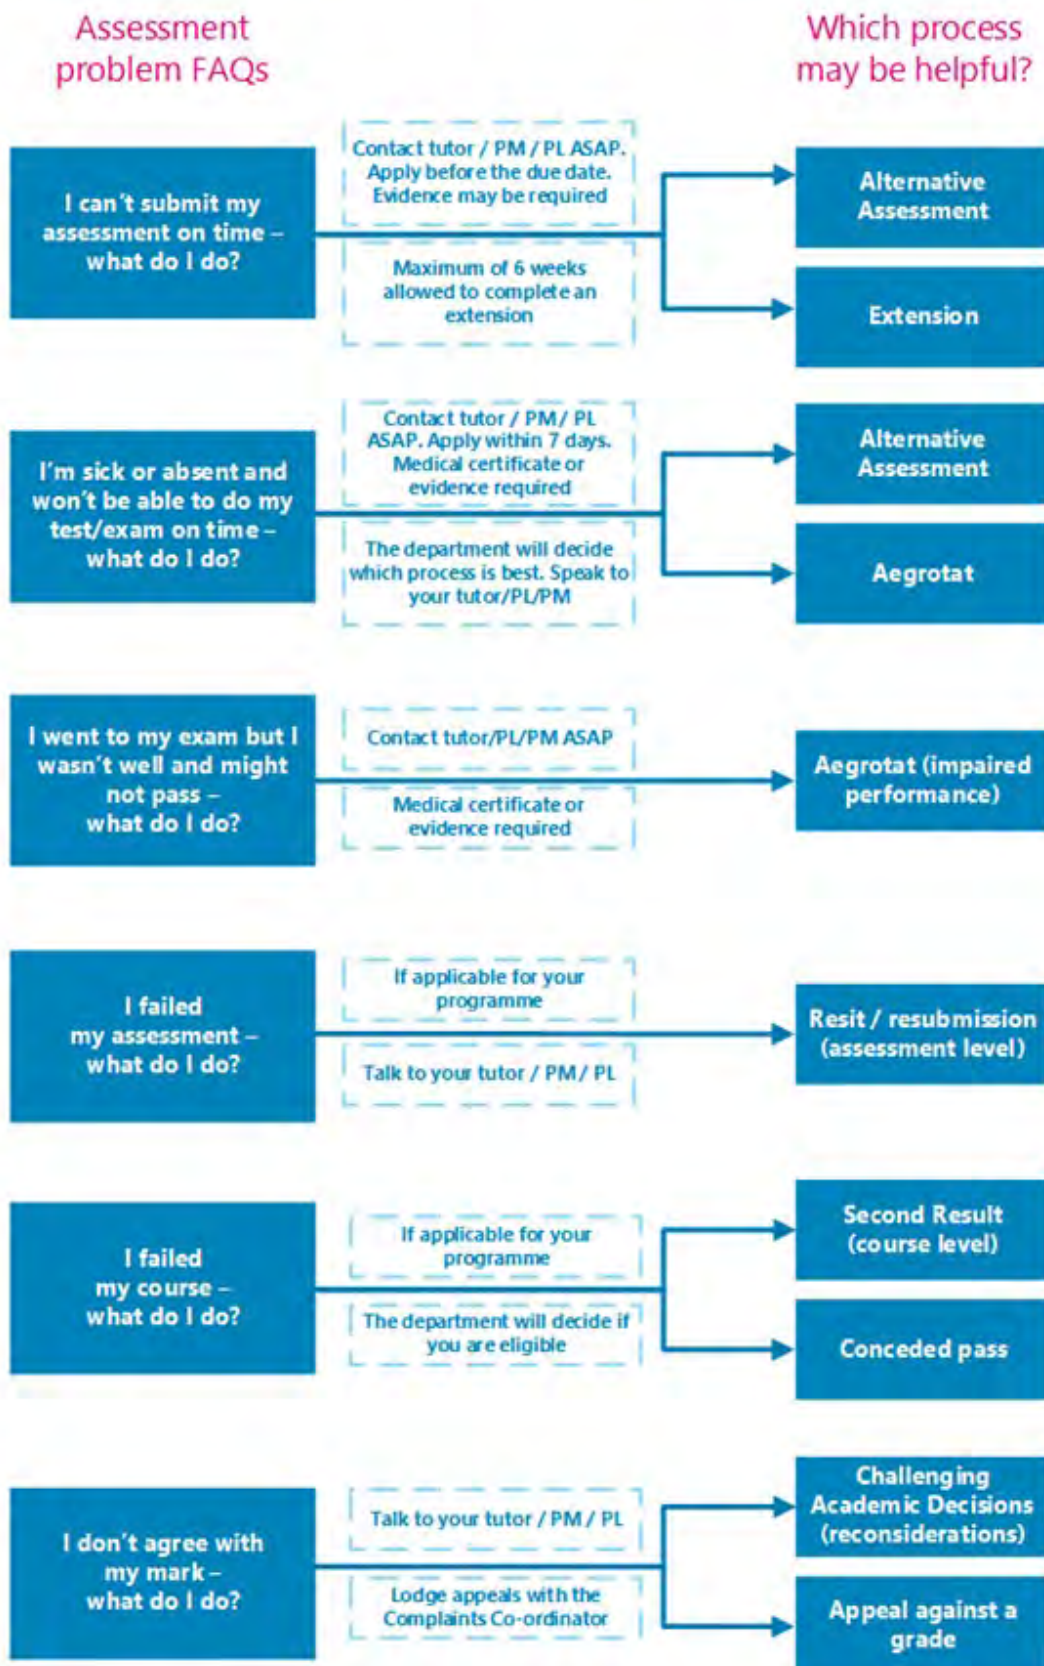 Assessment
problem FAQs
Which process
may be helpful?
I can't submit my
assessment on time –
what do I do?
Contact tutor / PM / PL ASAP.
Apply before the due date.
Evidence may be required
Maximum of 6 weeks
allowed to complete an
extension
Alternative
Assessment
Extension
I'm sick or absent and
won't be able to do my
test/exam on time –
what do I do?
Contact tutor / PM / PL
ASAP. Apply within 7 days.
Medical certificate or
evidence required
The department will decide
which process is best. Speak to
your tutor/PL/PM
Alternative
Assessment
Aegrotat
I went to my exam but I
wasn't well and might
not pass –
what do I do?
Contact tutor/PL/PM ASAP
Medical certificate or
evidence required
Aegrotat (impaired
performance)
I failed
my assessment –
what do I do?
If applicable for your
programme
Talk to your tutor / PM / PL
Resit / resubmission
(assessment level)
I failed
my course –
what do I do?
If applicable for your
programme
The department will decide if
you are eligible
Second Result
(course level)
Conceded pass
I don't agree with
my mark –
what do I do?
Talk to your tutor / PM / PL
Lodge appeals with the
Complaints Co-ordinator
Challenging
Academic Decisions
(reconsiderations)
Appeal against a
grade